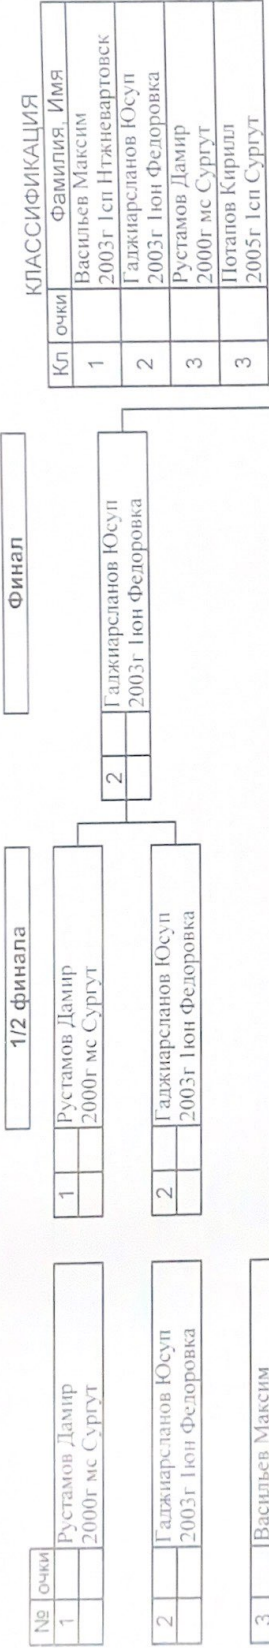 № очки
1 Рустамов Дамир
2000г мс Сургут
2 Гаджиарсланов Юсуп
2003г 1юн Федоровка
3 Васильев Максим
1/2 финала
1 Рустамов Дамир
2000г мс Сургут
2 Гаджиарсланов Юсуп
2003г 1юн Федоровка
Финал
2 Гаджиарсланов Юсуп
2003г 1юн Федоровка
КЛАССИФИКАЦИЯ
Кл очки Фамилия, Имя
1 Васильев Максим
2003г 1сп Нтжневартовск
2 Гаджиарсланов Юсуп
2003г 1юн Федоровка
3 Рустамов Дамир
2000г мс Сургут
3 Потапов Кирилл
2005г 1сп Сургут